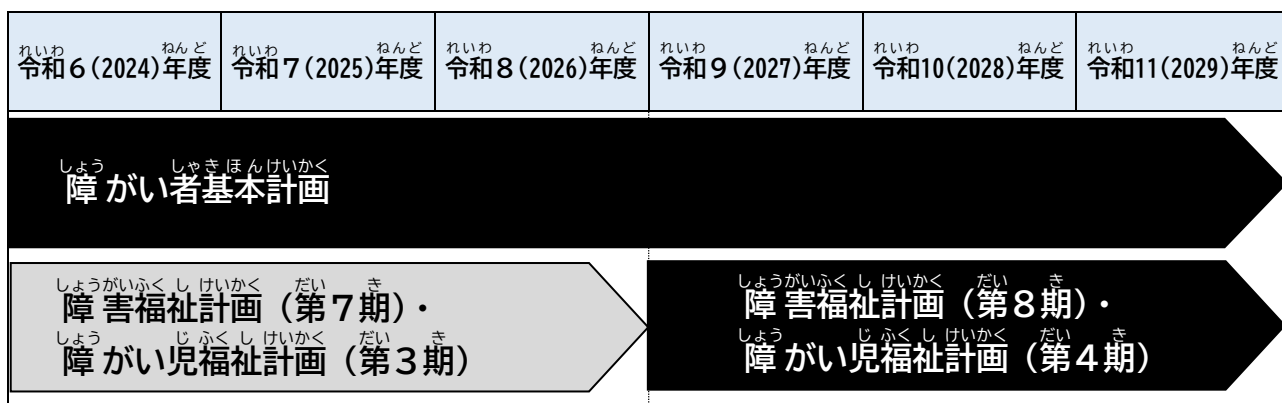 れいわ ねんど れいわ ねんど れいわ ねんど れいわ ねんど れいわ ねんど れいわ ねんど
令和６(2024)年度 令和７(2025)年度 令和８(2026)年度 令和９(2027)年度 令和10(2028)年度 令和11(2029)年度
しょう しゃきほんけいかく
障がい者基本計画
しょうがいふくしけいかく だい き
障害福祉計画（第７期）・
しょう じふくしけいかく だい き
障がい児福祉計画（第３期）
しょうがいふくしけいかく だい き
障害福祉計画（第８期）・
しょう じふくしけいかく だい き
障がい児福祉計画（第４期）